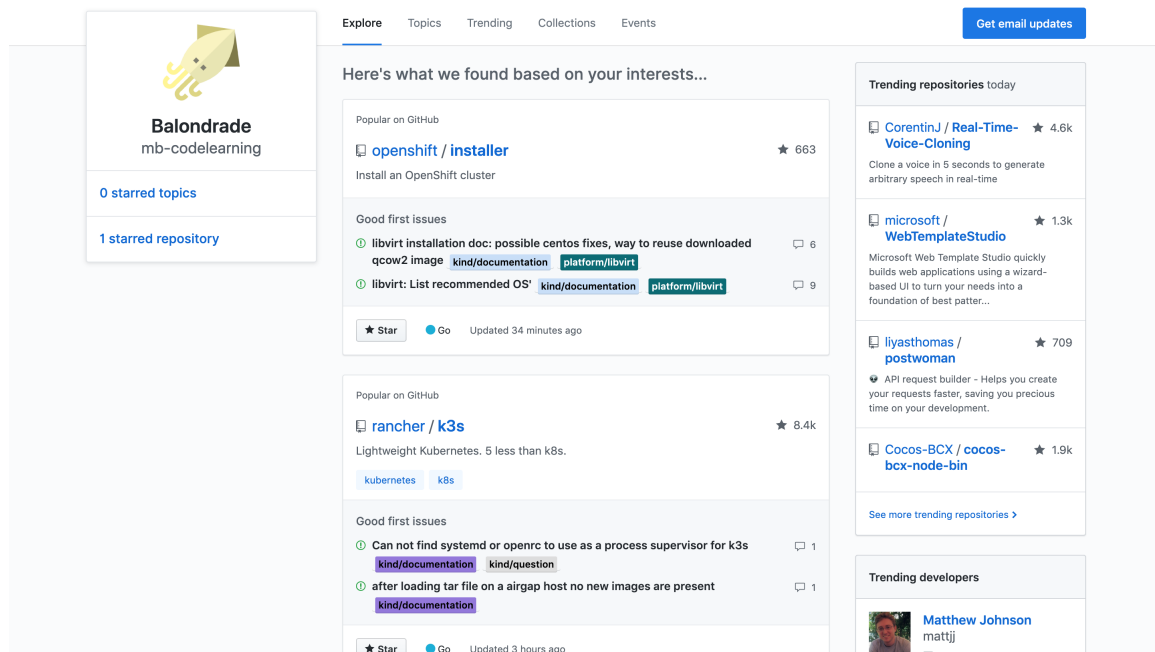 Explore Topics Trending Collections Events
Get email updates
Balondrade
mb-codelearning
0 starred topics
1 starred repository
Here's what we found based on your interests...
Popular on GitHub
openshift / installer
663
Install an OpenShift cluster
Good first issues
libvirt installation doc: possible centos fixes, way to reuse downloaded
qcow2 image kind/documentation platform/libvirt
6
libvirt: List recommended OS' kind/documentation platform/libvirt
9
Star Go Updated 34 minutes ago
Popular on GitHub
rancher / k3s
8.4k
Lightweight Kubernetes. 5 less than k8s.
kubernetes k8s
Good first issues
Can not find systemd or openrc to use as a process supervisor for k3s
1
kind/documentation kind/question
after loading tar file on a airgap host no new images are present
1
kind/documentation
Star Go Updated 3 hours ago
Trending repositories today
CorentinJ / Real-Time-
Voice-Cloning
4.6k
Clone a voice in 5 seconds to generate
arbitrary speech in real-time
microsoft /
WebTemplateStudio
1.3k
Microsoft Web Template Studio quickly
builds web applications using a wizard-
based UI to turn your needs into a
foundation of best patter...
liyasthomas /
postwoman
709
API request builder - Helps you create
your requests faster, saving you precious
time on your development.
Cocos-BCX / cocos-
bcx-node-bin
1.9k
See more trending repositories
Trending developers
Matthew Johnson
mattjj